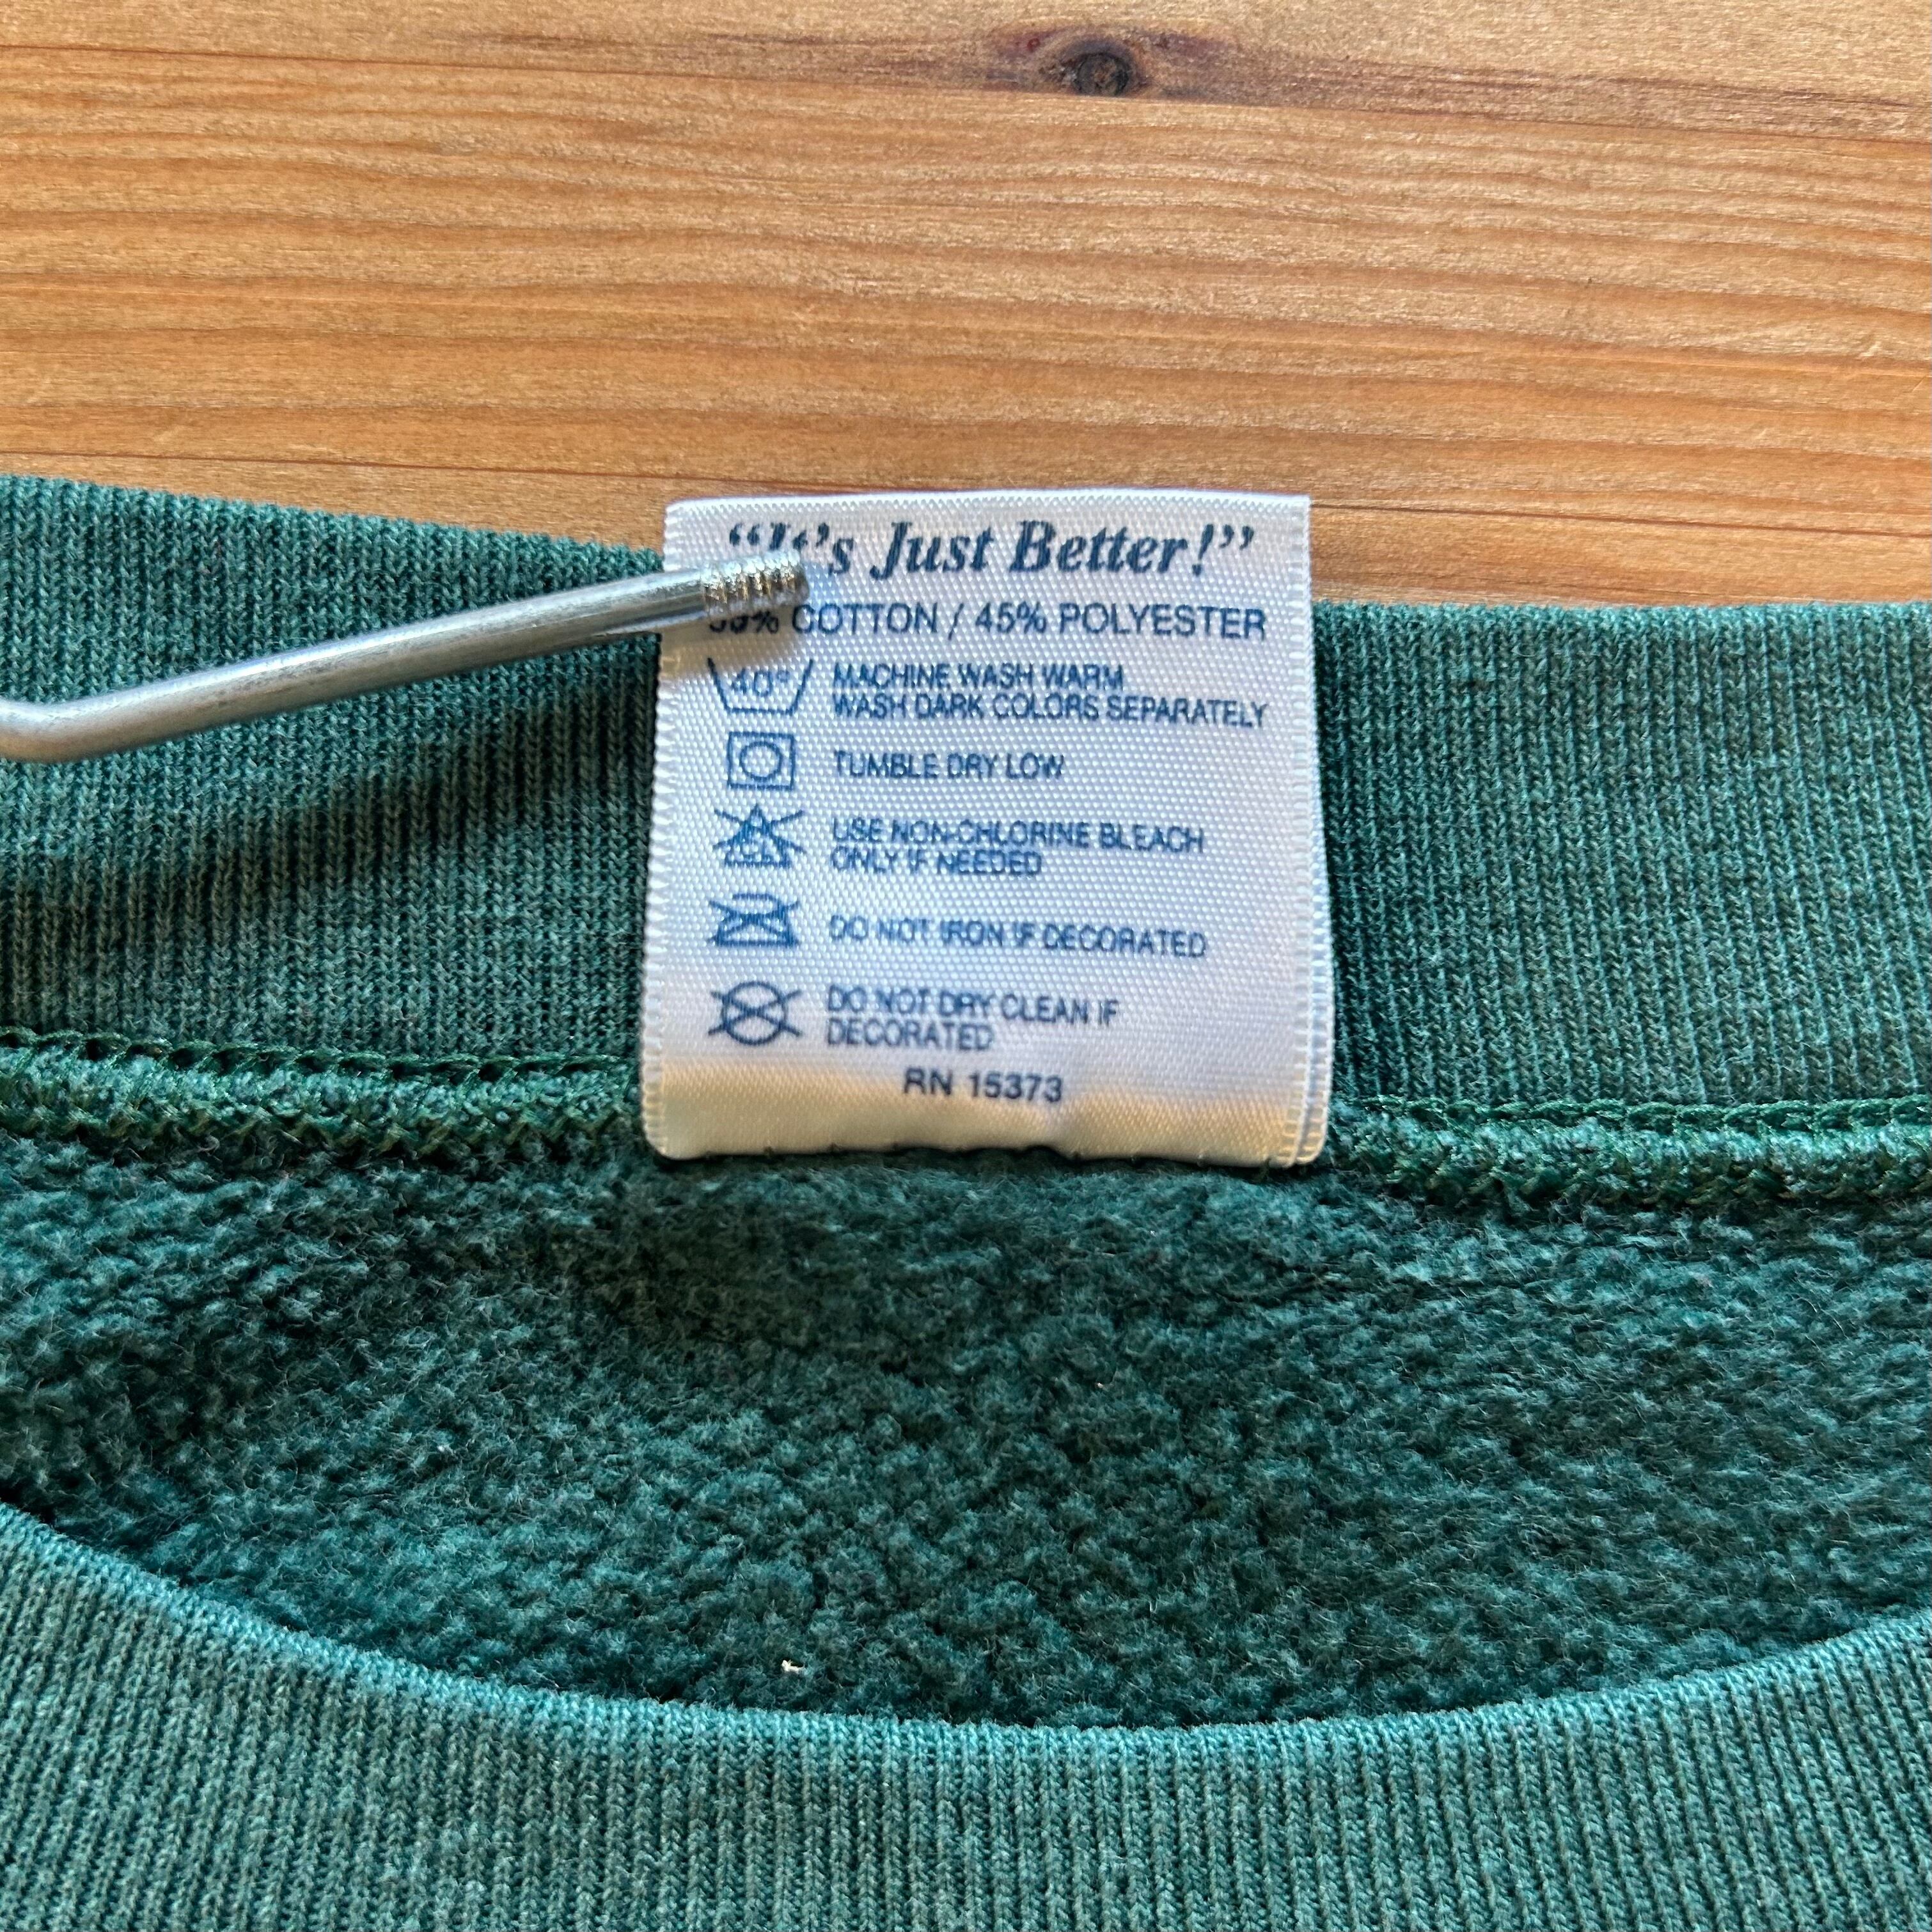 “It's Just Better!”
55% COTTON / 45% POLYESTER
40° MACHINE WASH WARM
WASH DARK COLORS SEPARATELY
TUMBLE DRY LOW
USE NON-CHLORINE BLEACH
ONLY IF NEEDED
DO NOT IRON IF DECORATED
DO NOT DRY CLEAN IF
DECORATED
RN 15373